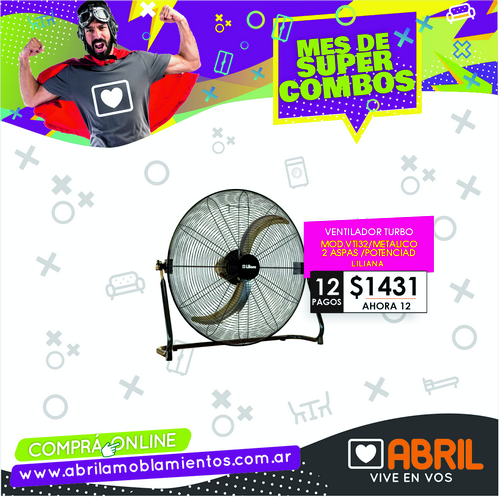 MES DE
SUPER
COMBOS
Liliana
VENTILADOR TURBO
MOD.VT132/METALICO
2 ASPAS /POTENCIAD
LILIANA
12
PAGOS
$1431
AHORA 12
COMPRÁ ONLINE
www.abrilamoblamientos.com.ar
ABRIL
VIVE EN VOS